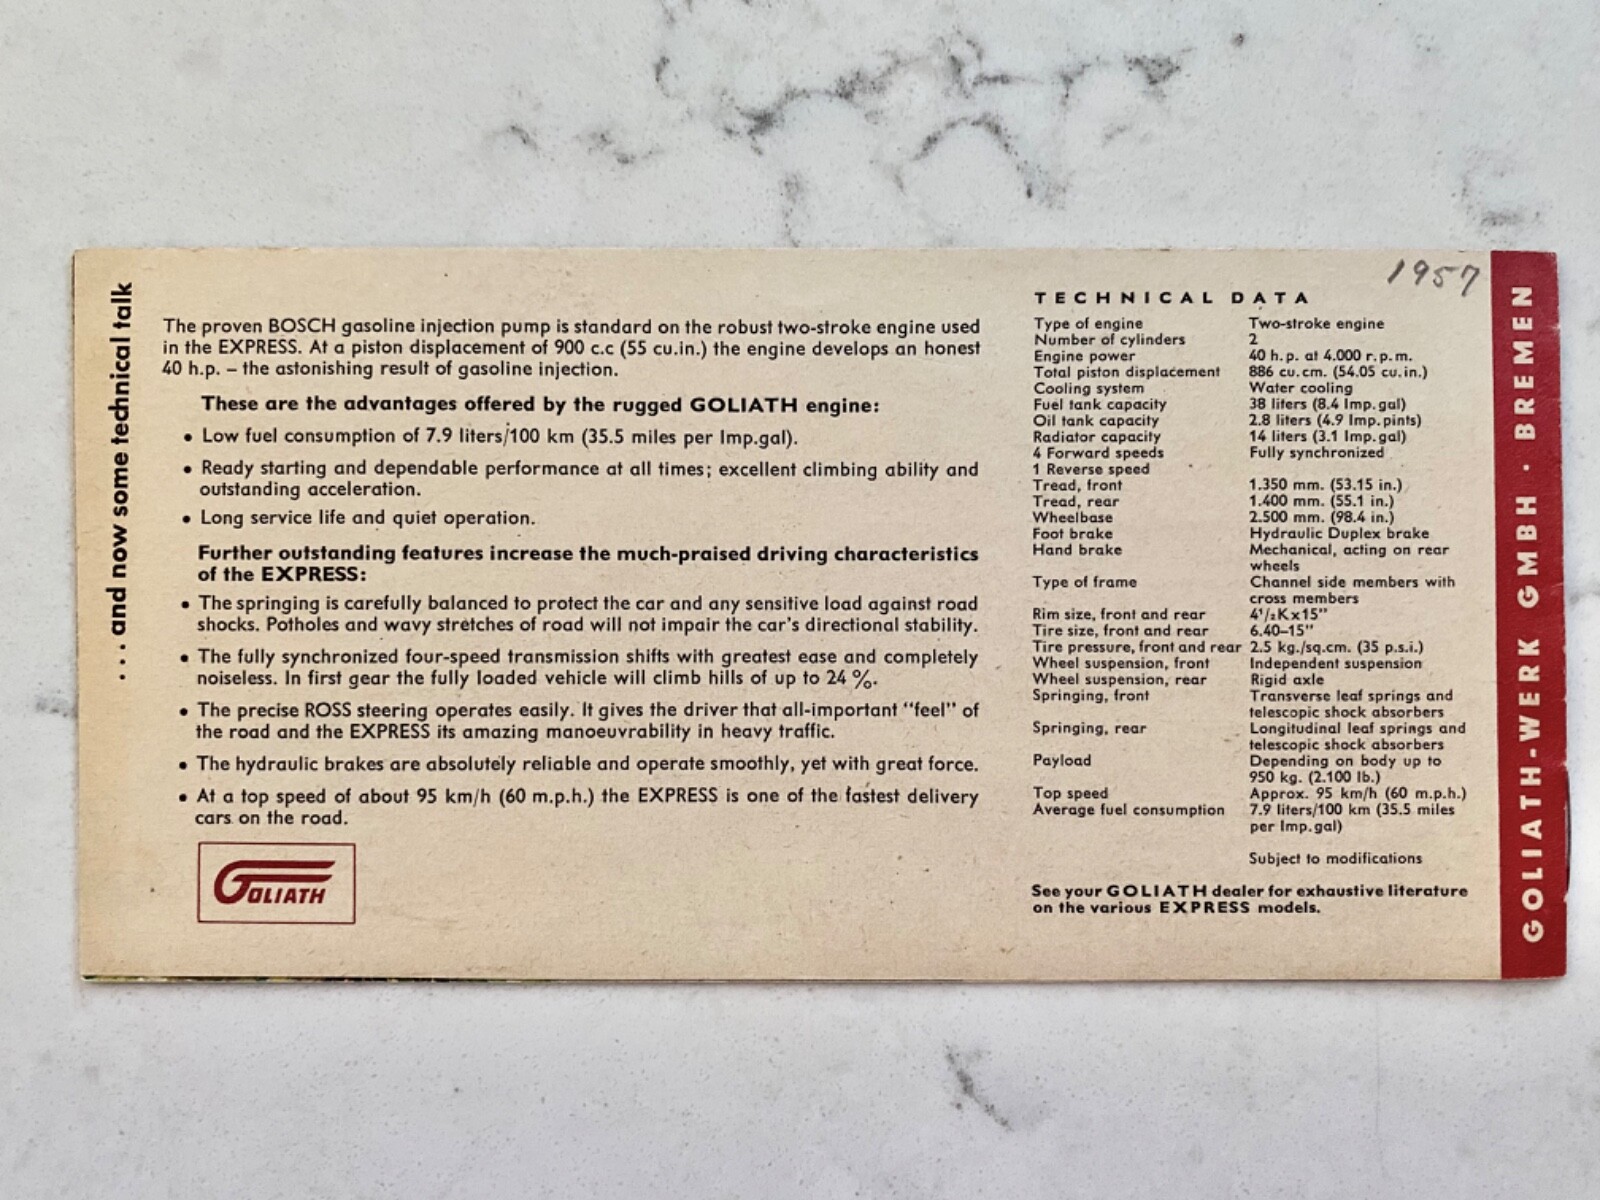 . . . and now some technical talk
The proven BOSCH gasoline injection pump is standard on the robust two-stroke engine used
in the EXPRESS. At a piston displacement of 900 c.c (55 cu.in.) the engine develops an honest
40 h.p. – the astonishing result of gasoline injection.
These are the advantages offered by the rugged GOLIATH engine:
• Low fuel consumption of 7.9 liters/100 km (35.5 miles per Imp.gal).
• Ready starting and dependable performance at all times; excellent climbing ability and
outstanding acceleration.
• Long service life and quiet operation.
Further outstanding features increase the much-praised driving characteristics
of the EXPRESS:
• The springing is carefully balanced to protect the car and any sensitive load against road
shocks. Potholes and wavy stretches of road will not impair the car's directional stability.
• The fully synchronized four-speed transmission shifts with greatest ease and completely
noiseless. In first gear the fully loaded vehicle will climb hills of up to 24 %.
• The precise ROSS steering operates easily. It gives the driver that all-important "feel" of
the road and the EXPRESS its amazing manoeuvrability in heavy traffic.
• The hydraulic brakes are absolutely reliable and operate smoothly, yet with great force.
• At a top speed of about 95 km/h (60 m.p.h.) the EXPRESS is one of the fastest delivery
cars on the road.
GOLIATH
1957
TECHNICAL DATA
Type of engine Two-stroke engine
Number of cylinders 2
Engine power 40 h.p. at 4.000 r.p.m.
Total piston displacement 886 cu.cm. (54.05 cu.in.)
Cooling system Water cooling
Fuel tank capacity 38 liters (8.4 Imp.gal)
Oil tank capacity 2.8 liters (4.9 Imp.pints)
Radiator capacity 14 liters (3.1 Imp.gal)
4 Forward speeds Fully synchronized
1 Reverse speed
Tread, front 1.350 mm. (53.15 in.)
Tread, rear 1.400 mm. (55.1 in.)
Wheelbase 2.500 mm. (98.4 in.)
Foot brake Hydraulic Duplex brake
Hand brake Mechanical, acting on rear
wheels
Type of frame Channel side members with
cross members
Rim size, front and rear 4¹/₂Kx15"
Tire size, front and rear 6.40–15"
Tire pressure, front and rear 2.5 kg./sq.cm. (35 p.s.i.)
Wheel suspension, front Independent suspension
Wheel suspension, rear Rigid axle
Springing, front Transverse leaf springs and
telescopic shock absorbers
Springing, rear Longitudinal leaf springs and
telescopic shock absorbers
Payload Depending on body up to
950 kg. (2.100 lb.)
Top speed Approx. 95 km/h (60 m.p.h.)
Average fuel consumption 7.9 liters/100 km (35.5 miles
per Imp.gal)
Subject to modifications
See your GOLIATH dealer for exhaustive literature
on the various EXPRESS models.
GOLIATH-WERK GMBH · BREMEN